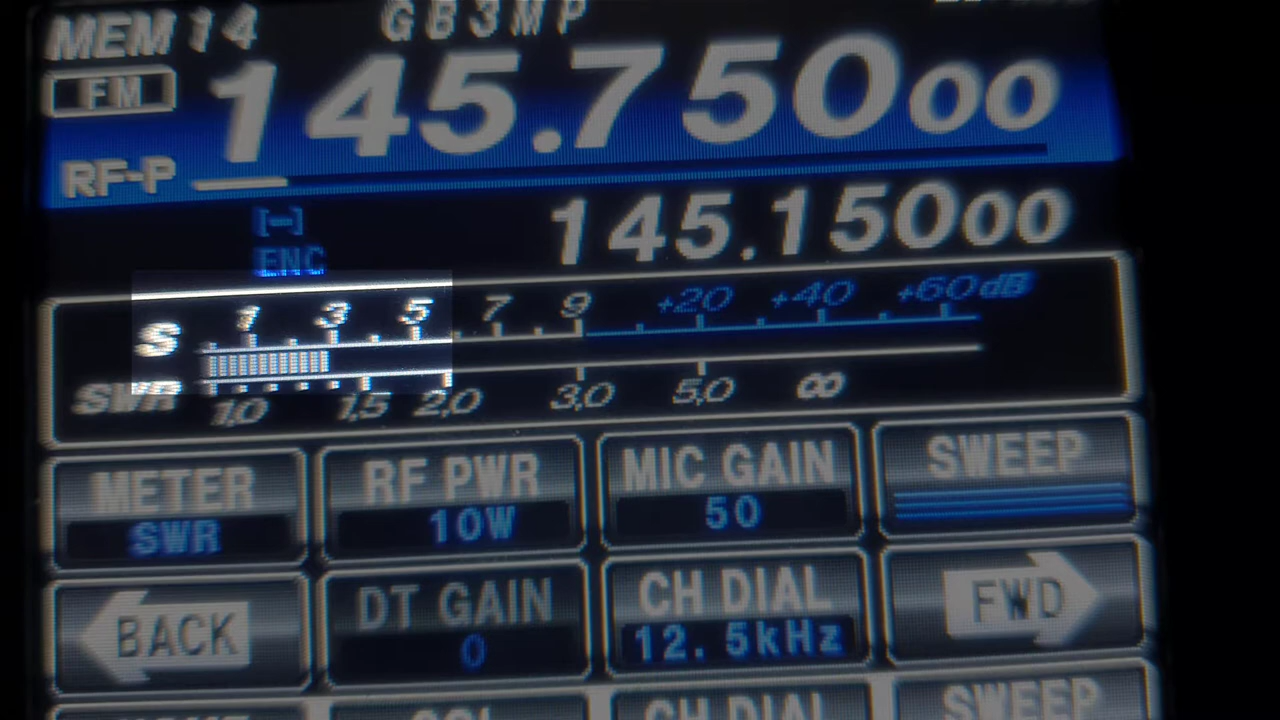 MEM 14 GB3MP
FM 145.75000
RF-P
[-] 145.15000
ENC
S 1 3 5 7 9 +20 +40 +60dB
SWR 1,0 1,5 2,0 3,0 5,0 ∞
METER RF PWR MIC GAIN SWEEP
SWR 10W 50
BACK DT GAIN CH DIAL FWD
0 12.5kHz
CH DIAL SWEEP